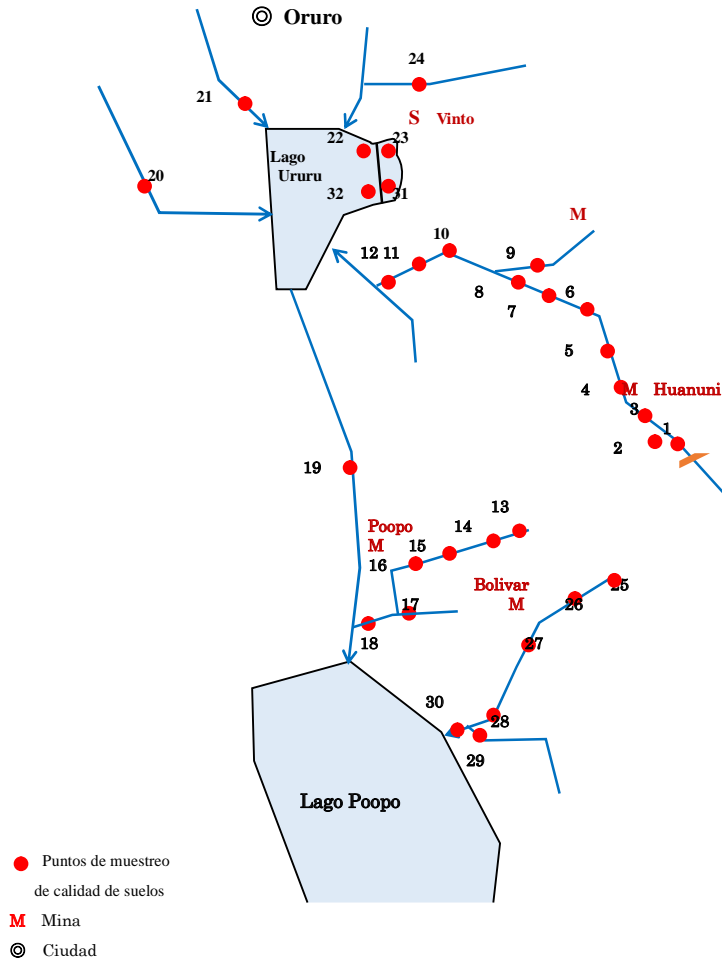 Oruro
24
21
S Vinto
22 23
Lago
Ururu
20
32 31
M
10
12 11 9
8
7 6
5
4 M Huanuni
3
1
2
19
13
Poopo
M
14
15
16
Bolivar
M
25
26
17
18
27
30
28
29
Lago Poopo
Puntos de muestreo
de calidad de suelos
M Mina
Ciudad